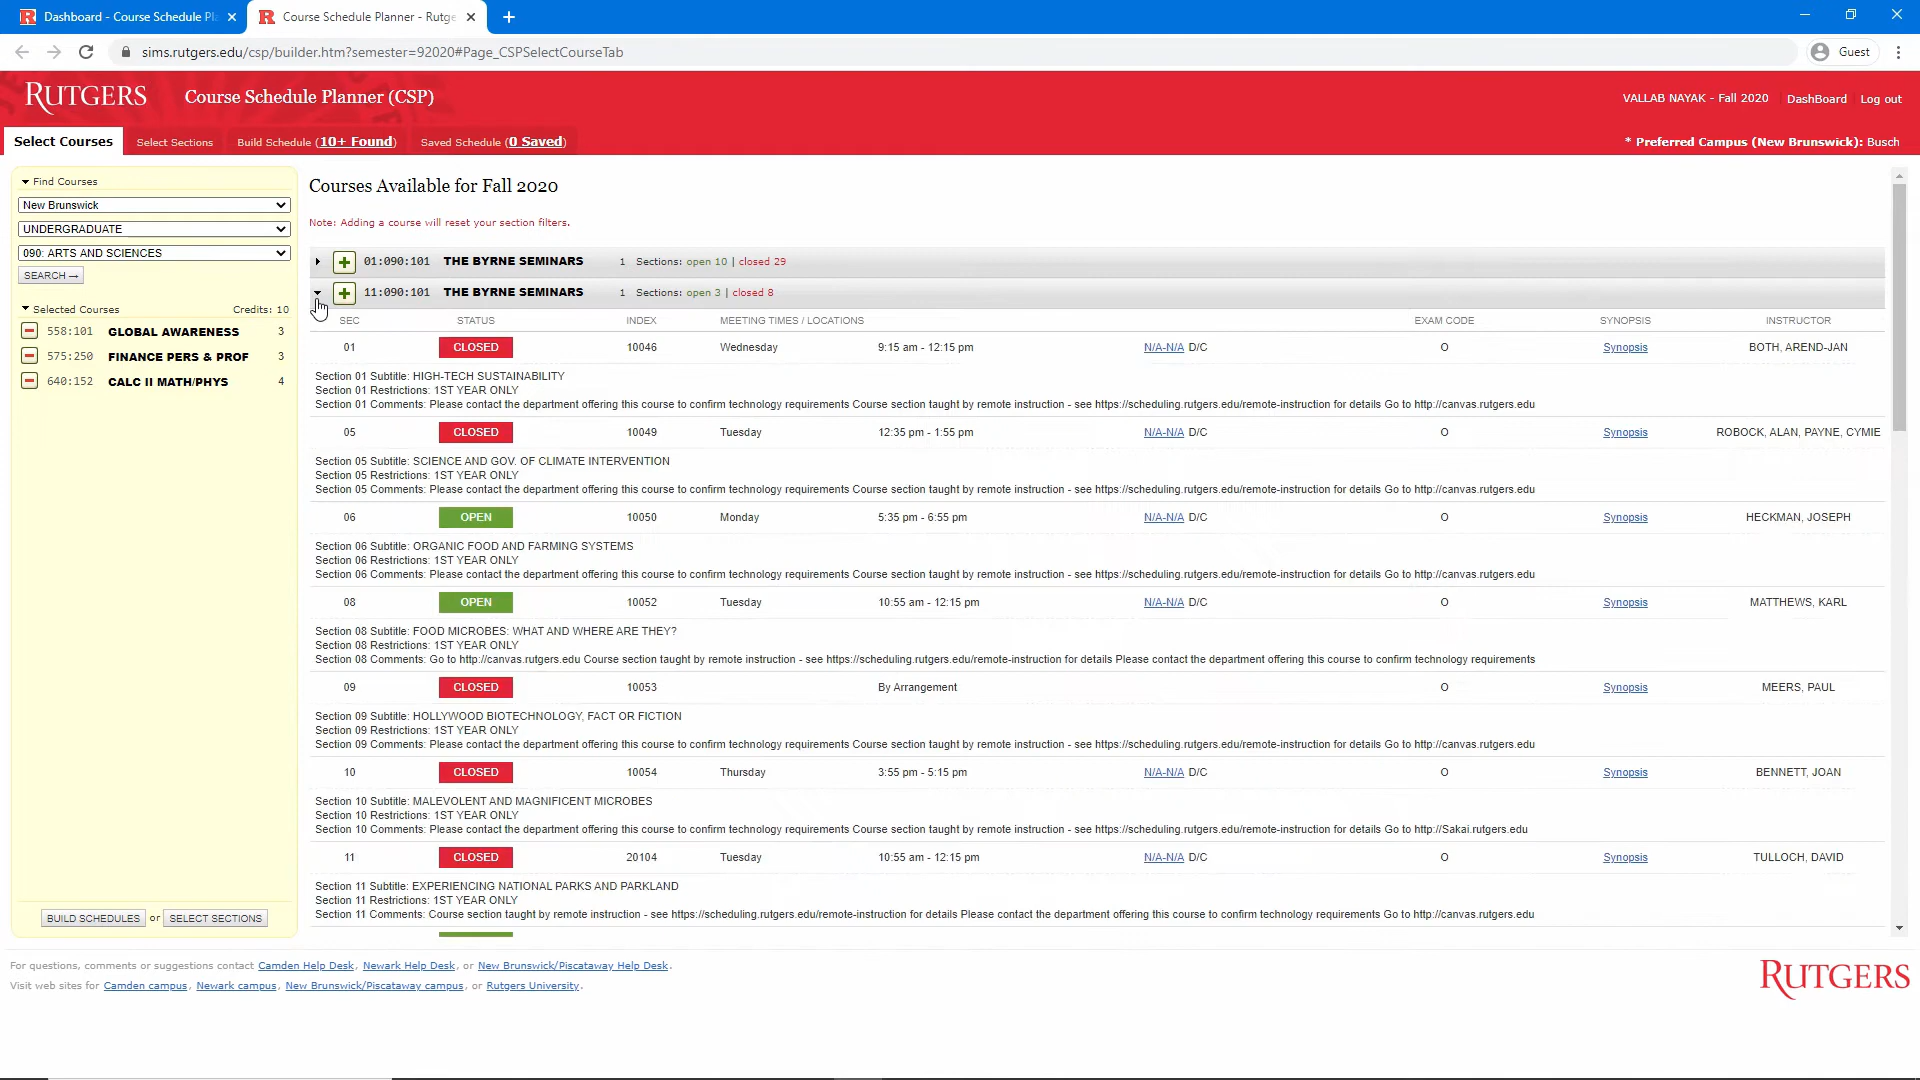 Dashboard - Course Schedule Pla
Course Schedule Planner - Rutge
sims.rutgers.edu/csp/builder.htm?semester=92020#Page_CSPSelectCourseTab
Guest
RUTGERS
Course Schedule Planner (CSP)
VALLAB NAYAK - Fall 2020 DashBoard Log out
Select Courses Select Sections Build Schedule (10+ Found) Saved Schedule (0 Saved)
* Preferred Campus (New Brunswick): Busch
Find Courses
New Brunswick
UNDERGRADUATE
090: ARTS AND SCIENCES
SEARCH →
Selected Courses Credits: 10
558:101 GLOBAL AWARENESS 3
575:250 FINANCE PERS & PROF 3
640:152 CALC II MATH/PHYS 4
BUILD SCHEDULES or SELECT SECTIONS
Courses Available for Fall 2020
Note: Adding a course will reset your section filters.
01:090:101 THE BYRNE SEMINARS 1 Sections: open 10 | closed 29
11:090:101 THE BYRNE SEMINARS 1 Sections: open 3 | closed 8
SEC STATUS INDEX MEETING TIMES / LOCATIONS EXAM CODE SYNOPSIS INSTRUCTOR
01 CLOSED 10046 Wednesday 9:15 am - 12:15 pm N/A-N/A D/C O Synopsis BOTH, AREND-JAN
Section 01 Subtitle: HIGH-TECH SUSTAINABILITY
Section 01 Restrictions: 1ST YEAR ONLY
Section 01 Comments: Please contact the department offering this course to confirm technology requirements Course section taught by remote instruction - see https://scheduling.rutgers.edu/remote-instruction for details Go to http://canvas.rutgers.edu
05 CLOSED 10049 Tuesday 12:35 pm - 1:55 pm N/A-N/A D/C O Synopsis ROBOCK, ALAN, PAYNE, CYMIE
Section 05 Subtitle: SCIENCE AND GOV. OF CLIMATE INTERVENTION
Section 05 Restrictions: 1ST YEAR ONLY
Section 05 Comments: Please contact the department offering this course to confirm technology requirements Course section taught by remote instruction - see https://scheduling.rutgers.edu/remote-instruction for details Go to http://canvas.rutgers.edu
06 OPEN 10050 Monday 5:35 pm - 6:55 pm N/A-N/A D/C O Synopsis HECKMAN, JOSEPH
Section 06 Subtitle: ORGANIC FOOD AND FARMING SYSTEMS
Section 06 Restrictions: 1ST YEAR ONLY
Section 06 Comments: Please contact the department offering this course to confirm technology requirements Course section taught by remote instruction - see https://scheduling.rutgers.edu/remote-instruction for details Go to http://canvas.rutgers.edu
08 OPEN 10052 Tuesday 10:55 am - 12:15 pm N/A-N/A D/C O Synopsis MATTHEWS, KARL
Section 08 Subtitle: FOOD MICROBES: WHAT AND WHERE ARE THEY?
Section 08 Restrictions: 1ST YEAR ONLY
Section 08 Comments: Go to http://canvas.rutgers.edu Course section taught by remote instruction - see https://scheduling.rutgers.edu/remote-instruction for details Please contact the department offering this course to confirm technology requirements
09 CLOSED 10053 By Arrangement O Synopsis MEERS, PAUL
Section 09 Subtitle: HOLLYWOOD BIOTECHNOLOGY, FACT OR FICTION
Section 09 Restrictions: 1ST YEAR ONLY
Section 09 Comments: Please contact the department offering this course to confirm technology requirements Course section taught by remote instruction - see https://scheduling.rutgers.edu/remote-instruction for details Go to http://canvas.rutgers.edu
10 CLOSED 10054 Thursday 3:55 pm - 5:15 pm N/A-N/A D/C O Synopsis BENNETT, JOAN
Section 10 Subtitle: MALEVOLENT AND MAGNIFICENT MICROBES
Section 10 Restrictions: 1ST YEAR ONLY
Section 10 Comments: Please contact the department offering this course to confirm technology requirements Course section taught by remote instruction - see https://scheduling.rutgers.edu/remote-instruction for details Go to http://Sakai.rutgers.edu
11 CLOSED 20104 Tuesday 10:55 am - 12:15 pm N/A-N/A D/C O Synopsis TULLOCH, DAVID
Section 11 Subtitle: EXPERIENCING NATIONAL PARKS AND PARKLAND
Section 11 Restrictions: 1ST YEAR ONLY
Section 11 Comments: Course section taught by remote instruction - see https://scheduling.rutgers.edu/remote-instruction for details Please contact the department offering this course to confirm technology requirements Go to http://canvas.rutgers.edu
For questions, comments or suggestions contact Camden Help Desk, Newark Help Desk, or New Brunswick/Piscataway Help Desk.
Visit web sites for Camden campus, Newark campus, New Brunswick/Piscataway campus, or Rutgers University.
RUTGERS